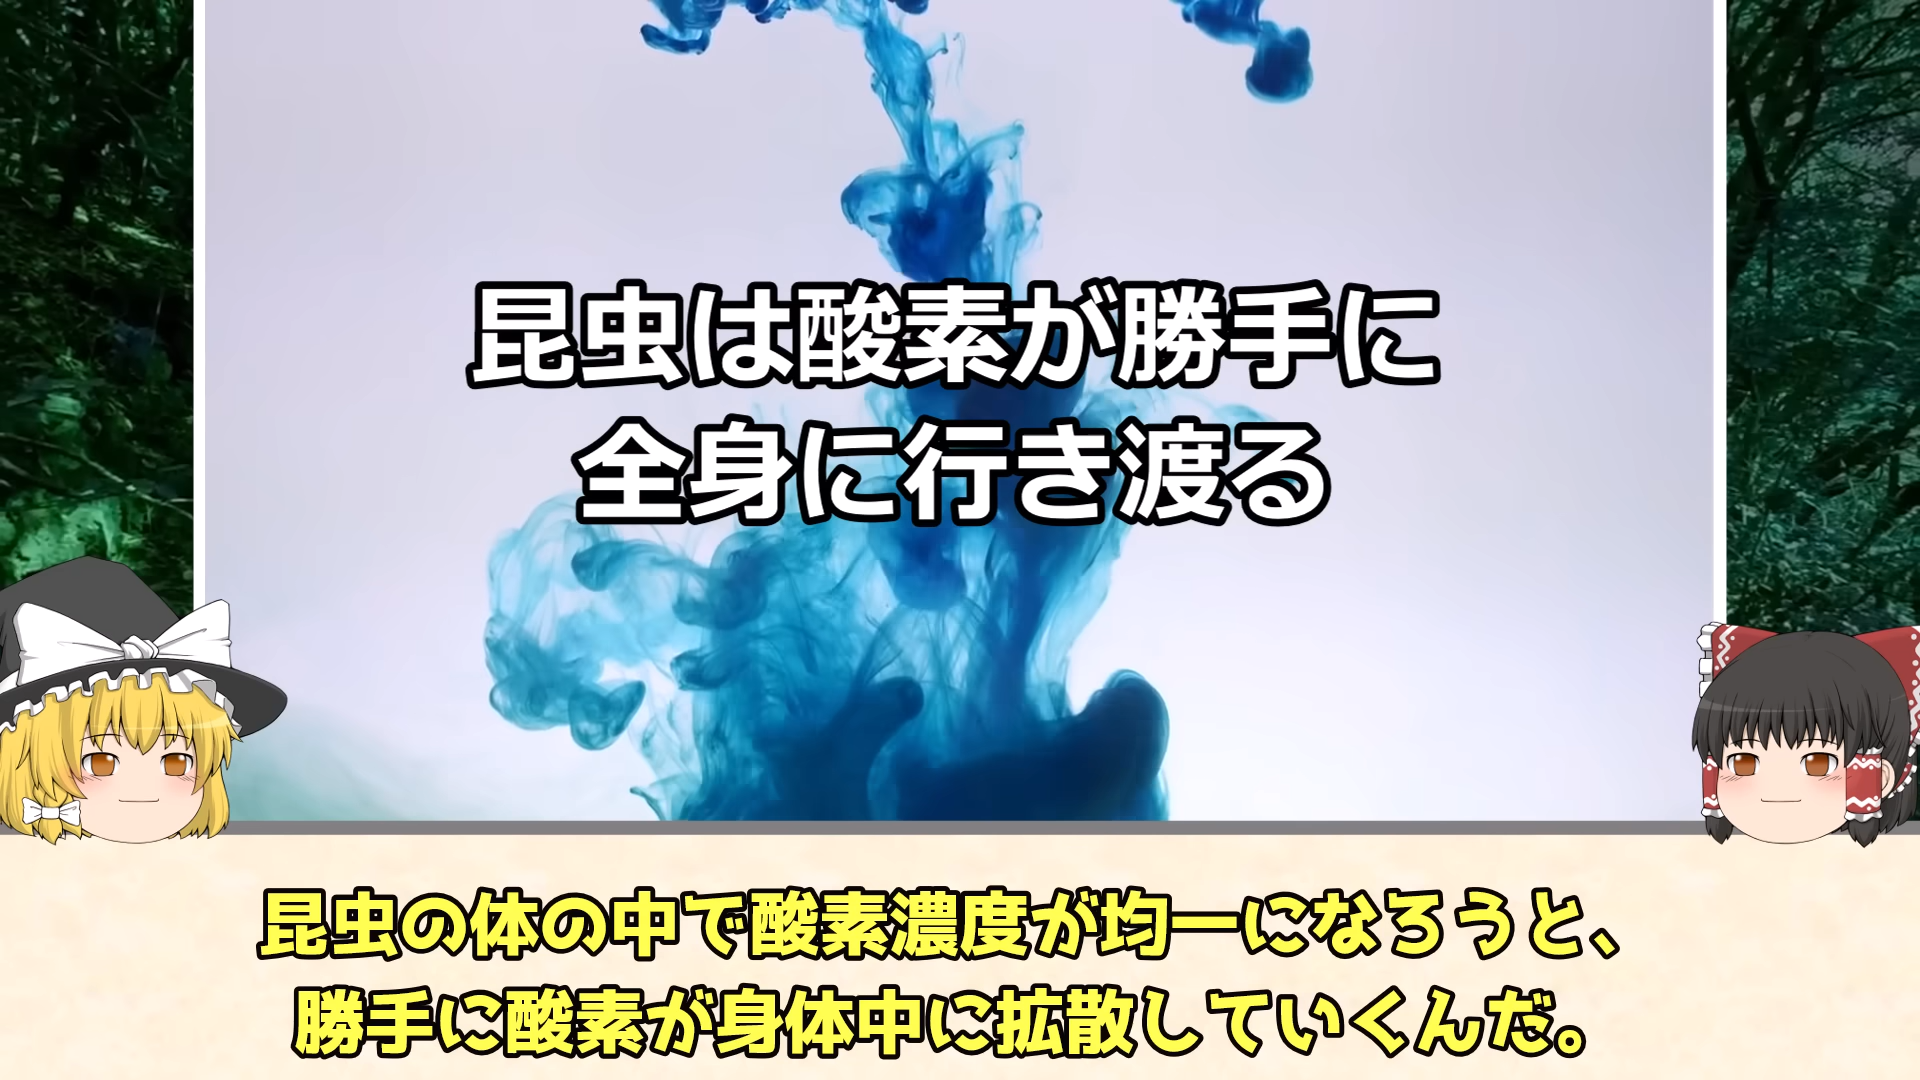 昆虫は酸素が勝手に
全身に行き渡る
昆虫の体の中で酸素濃度が均一になろうと、
勝手に酸素が身体中に拡散していくんだ。